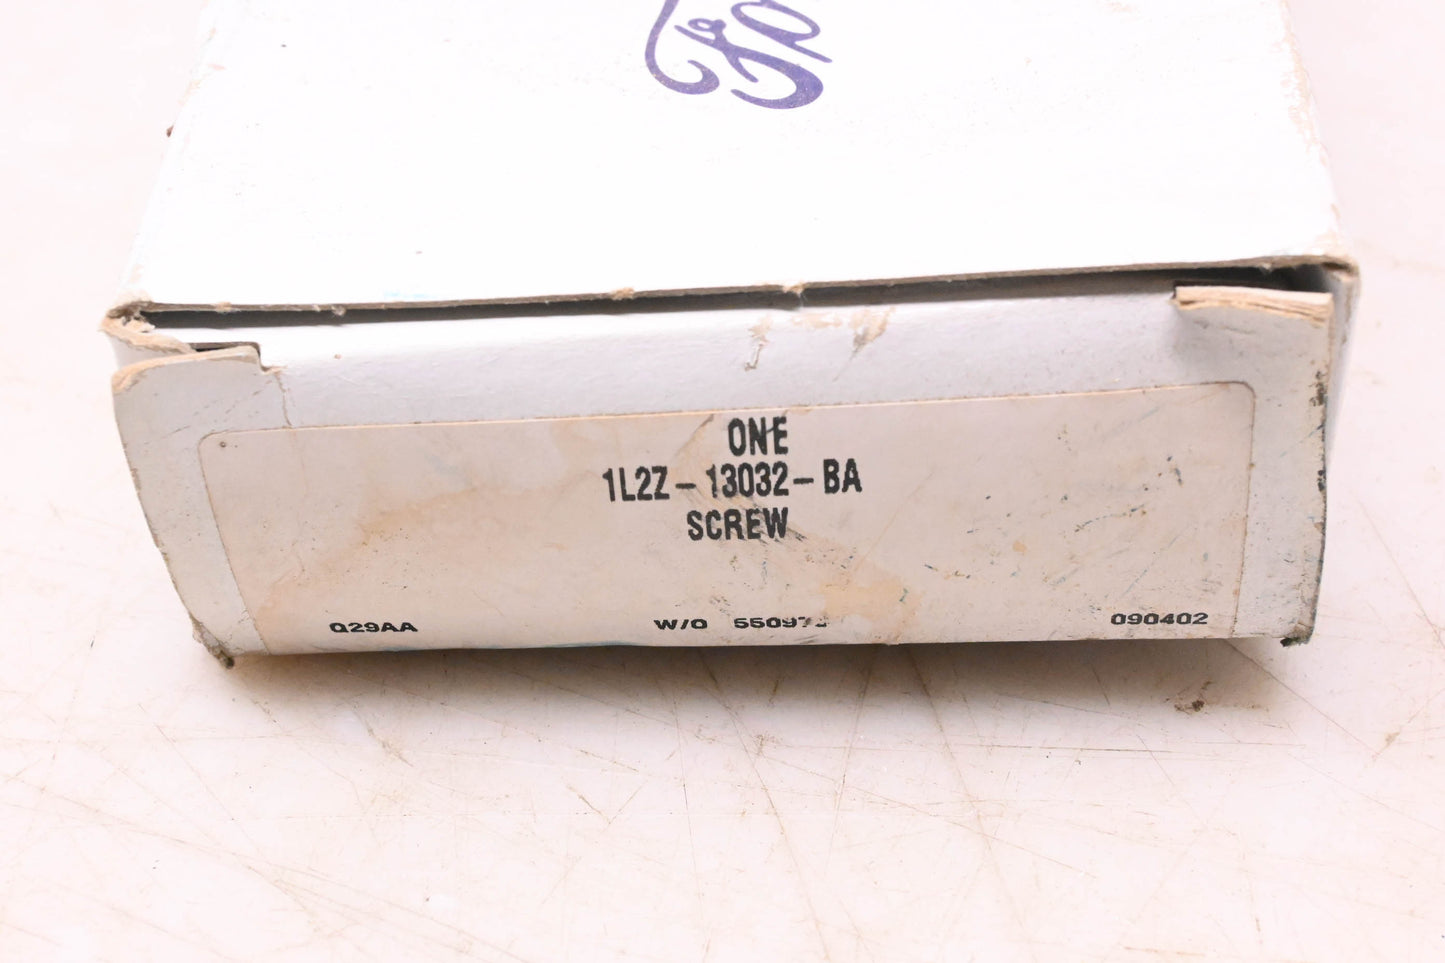 ONE
1L2Z-13032-BA
SCREW
Q29AA W/O 090402